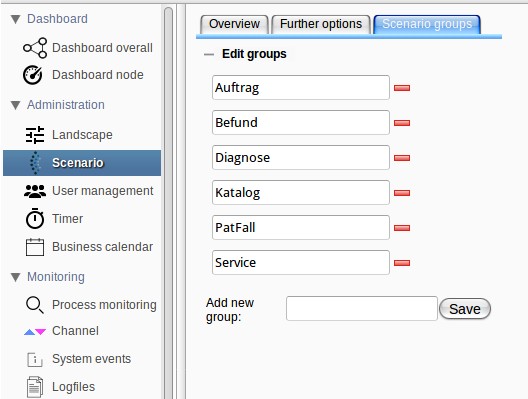 Dashboard
Dashboard overall
Dashboard node
Administration
Landscape
Scenario
User management
Timer
Business calendar
Monitoring
Process monitoring
Channel
System events
Logfiles
Overview
Further options
Scenario groups
Edit groups
Auftrag
Befund
Diagnose
Katalog
PatFall
Service
Add new
group:
Save